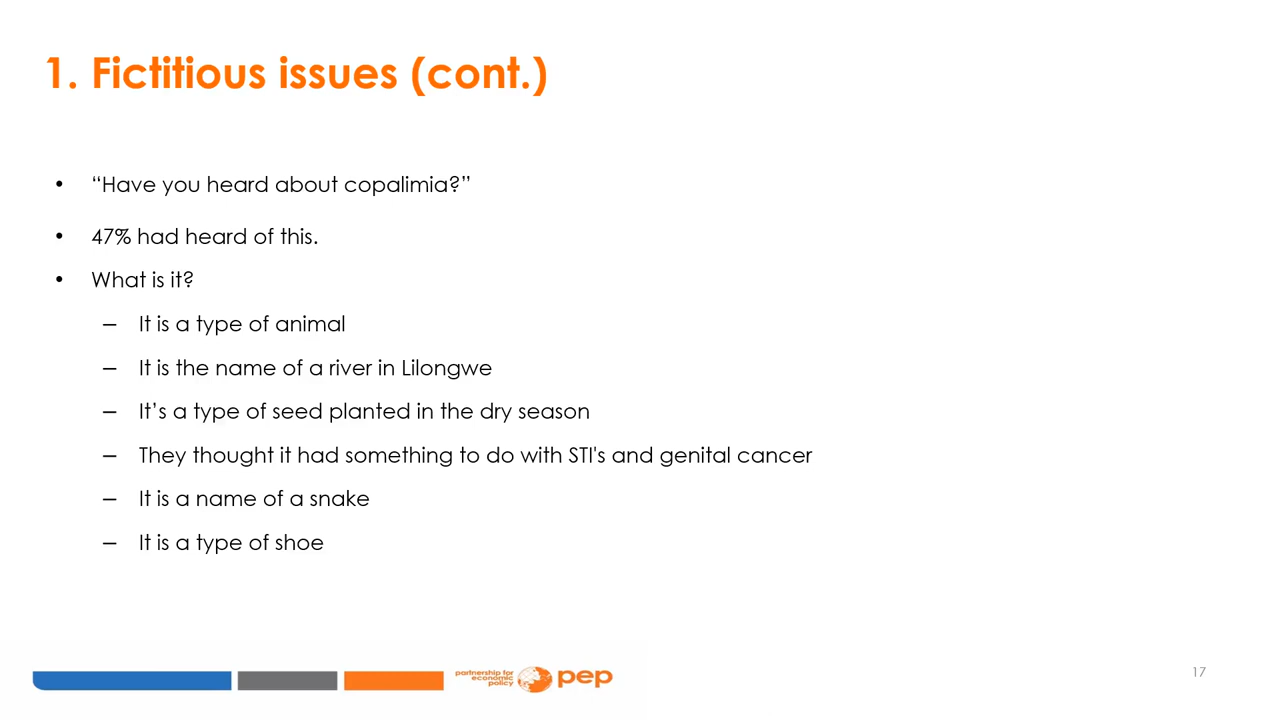 1. Fictitious issues (cont.)
• “Have you heard about copalimia?”
• 47% had heard of this.
• What is it?
– It is a type of animal
– It is the name of a river in Lilongwe
– It’s a type of seed planted in the dry season
– They thought it had something to do with STI's and genital cancer
– It is a name of a snake
– It is a type of shoe
partnership for
economic
policy
pep
17